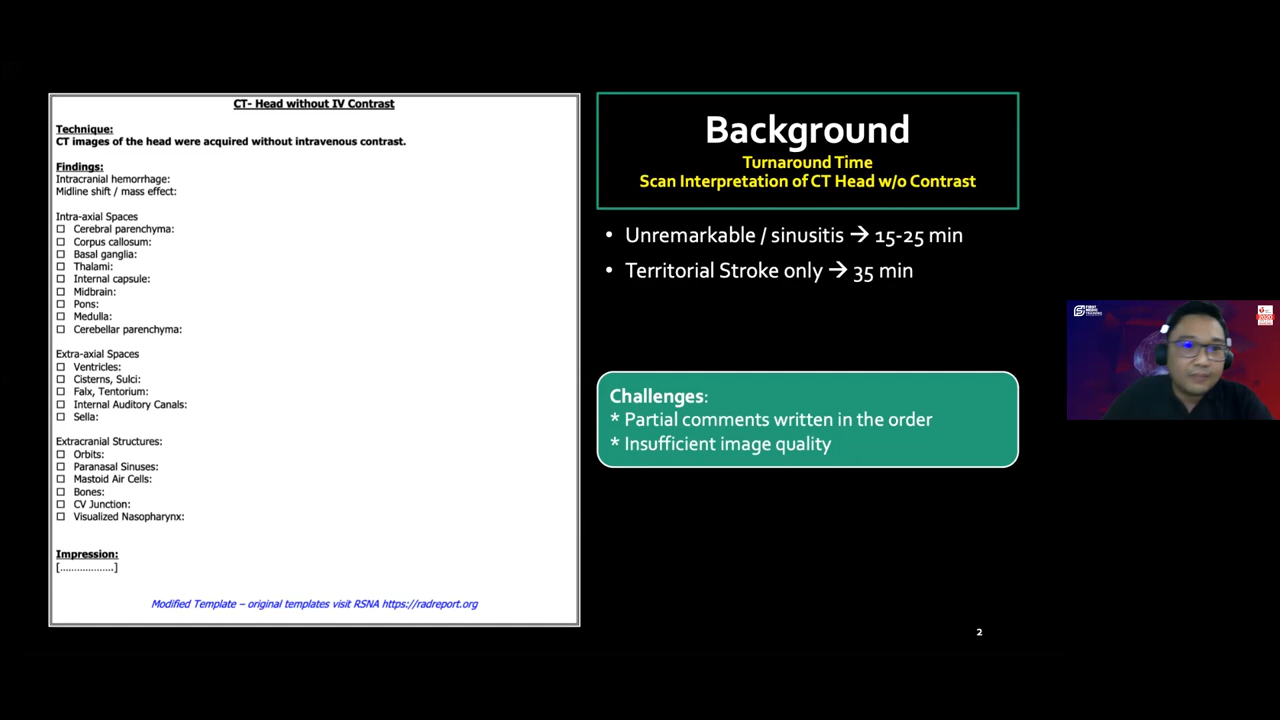 CT- Head without IV Contrast
Technique:
CT images of the head were acquired without intravenous contrast.
Findings:
Intracranial hemorrhage:
Midline shift / mass effect:
Intra-axial Spaces
☐ Cerebral parenchyma:
☐ Corpus callosum:
☐ Basal ganglia:
☐ Thalami:
☐ Internal capsule:
☐ Midbrain:
☐ Pons:
☐ Medulla:
☐ Cerebellar parenchyma:
Extra-axial Spaces
☐ Ventricles:
☐ Cisterns, Sulci:
☐ Falx, Tentorium:
☐ Internal Auditory Canals:
☐ Sella:
Extracranial Structures:
☐ Orbits:
☐ Paranasal Sinuses:
☐ Mastoid Air Cells:
☐ Bones:
☐ CV Junction:
☐ Visualized Nasopharynx:
Impression:
[..................]
Modified Template – original templates visit RSNA https://radreport.org
Background
Turnaround Time
Scan Interpretation of CT Head w/o Contrast
• Unremarkable / sinusitis → 15-25 min
• Territorial Stroke only → 35 min
Challenges:
* Partial comments written in the order
* Insufficient image quality
2